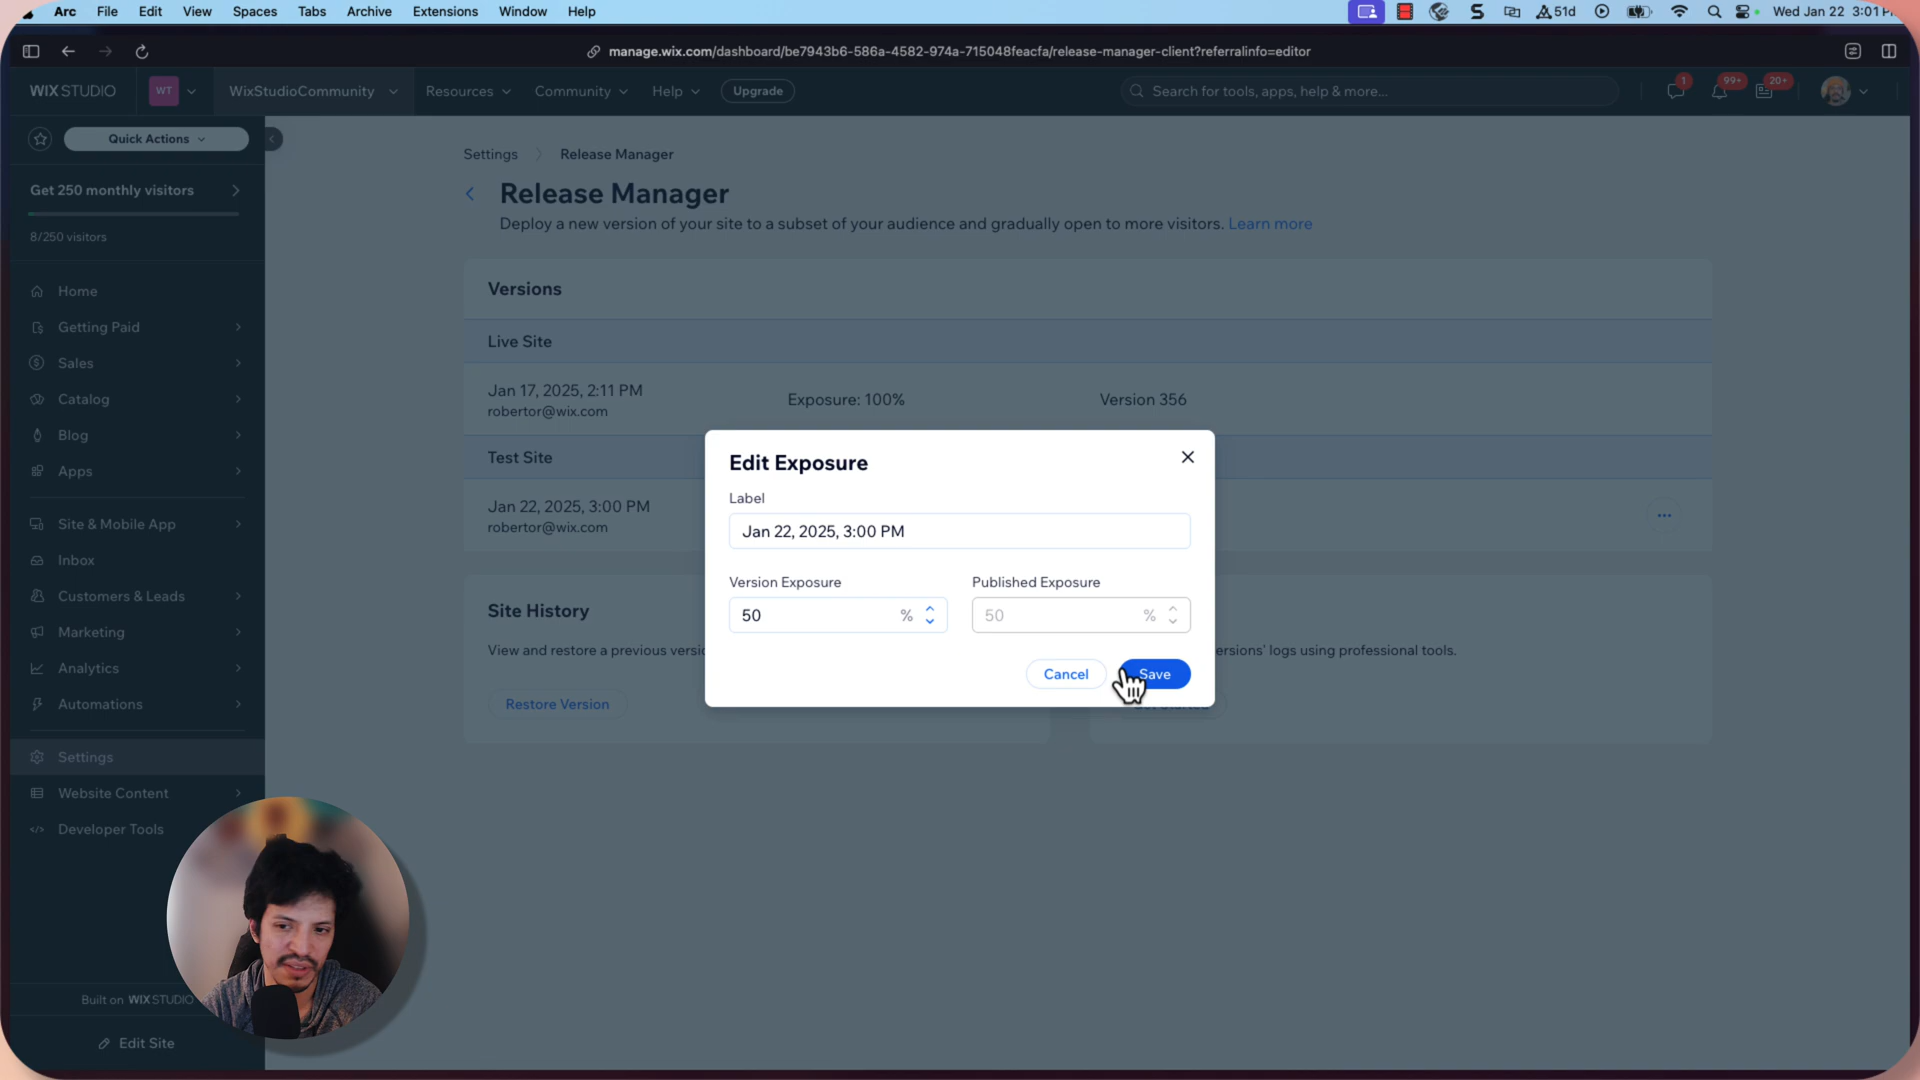 Arc File Edit View Spaces Tabs Archive Extensions Window Help
51d Wed Jan 22 3:01
manage.wix.com/dashboard/be7943b6-586a-4582-974a-715048feacfa/release-manager-client?referralinfo=editor
WIX STUDIO WT WixStudioCommunity Resources Community Help Upgrade
Search for tools, apps, help & more... 1 99+ 20+
Quick Actions
Get 250 monthly visitors
8/250 visitors
Home
Getting Paid
Sales
Catalog
Blog
Apps
Site & Mobile App
Inbox
Customers & Leads
Marketing
Analytics
Automations
Settings
Website Content
Developer Tools
Built on WIX STUDIO
Edit Site
Settings Release Manager
Release Manager
Deploy a new version of your site to a subset of your audience and gradually open to more visitors. Learn more
Versions
Live Site
Jan 17, 2025, 2:11 PM
robertor@wix.com
Exposure: 100%
Version 356
Test Site
Jan 22, 2025, 3:00 PM
robertor@wix.com
Site History
View and restore a previous versi
Restore Version
ersions' logs using professional tools.
Edit Exposure
Label
Jan 22, 2025, 3:00 PM
Version Exposure
50 %
Published Exposure
50 %
Cancel
Save